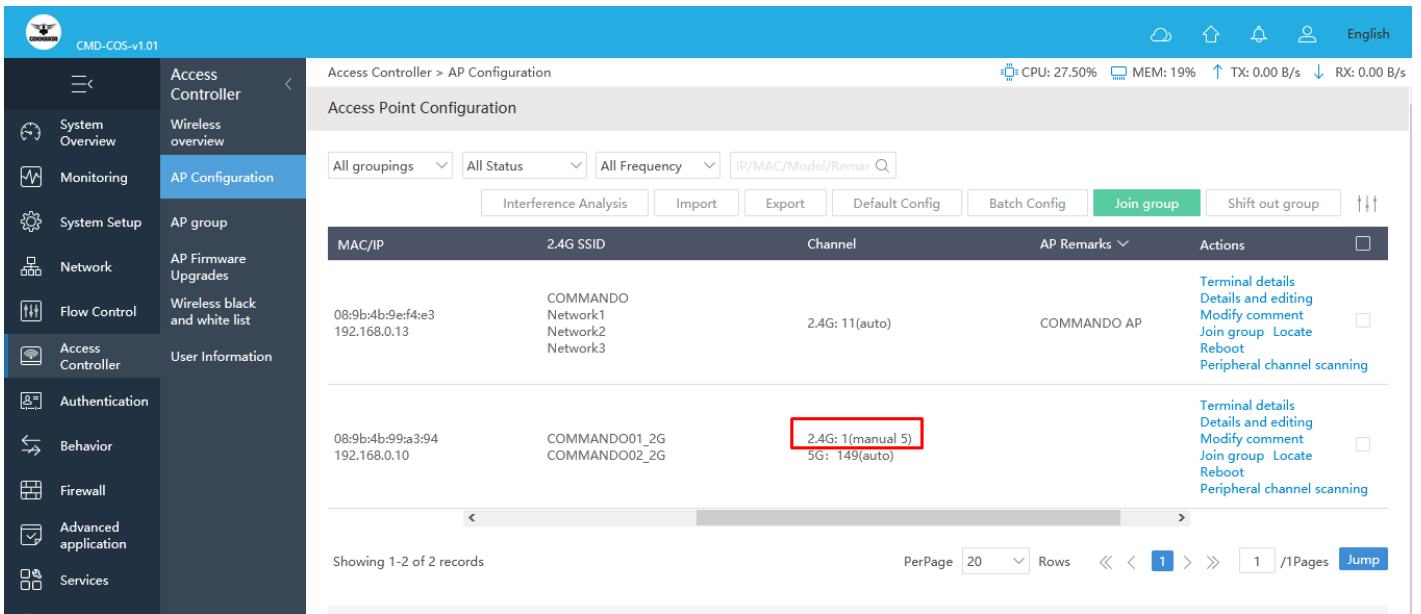 COMMANDO
CMD-COS-v1.01
English
Access Controller
System Overview
Monitoring
System Setup
Network
Flow Control
Access Controller
Authentication
Behavior
Firewall
Advanced application
Services
Wireless overview
AP Configuration
AP group
AP Firmware Upgrades
Wireless black and white list
User Information
Access Controller > AP Configuration
CPU: 27.50% MEM: 19% TX: 0.00 B/s RX: 0.00 B/s
Access Point Configuration
All groupings All Status All Frequency IP/MAC/Model/Remar
Interference Analysis Import Export Default Config Batch Config Join group Shift out group
MAC/IP 2.4G SSID Channel AP Remarks Actions
08:9b:4b:9e:f4:e3
192.168.0.13
COMMANDO
Network1
Network2
Network3
2.4G: 11(auto)
COMMANDO AP
Terminal details
Details and editing
Modify comment
Join group Locate
Reboot
Peripheral channel scanning
08:9b:4b:99:a3:94
192.168.0.10
COMMANDO01_2G
COMMANDO02_2G
2.4G: 1(manual 5)
5G: 149(auto)
Terminal details
Details and editing
Modify comment
Join group Locate
Reboot
Peripheral channel scanning
Showing 1-2 of 2 records
PerPage 20 Rows 1 1 /1Pages Jump